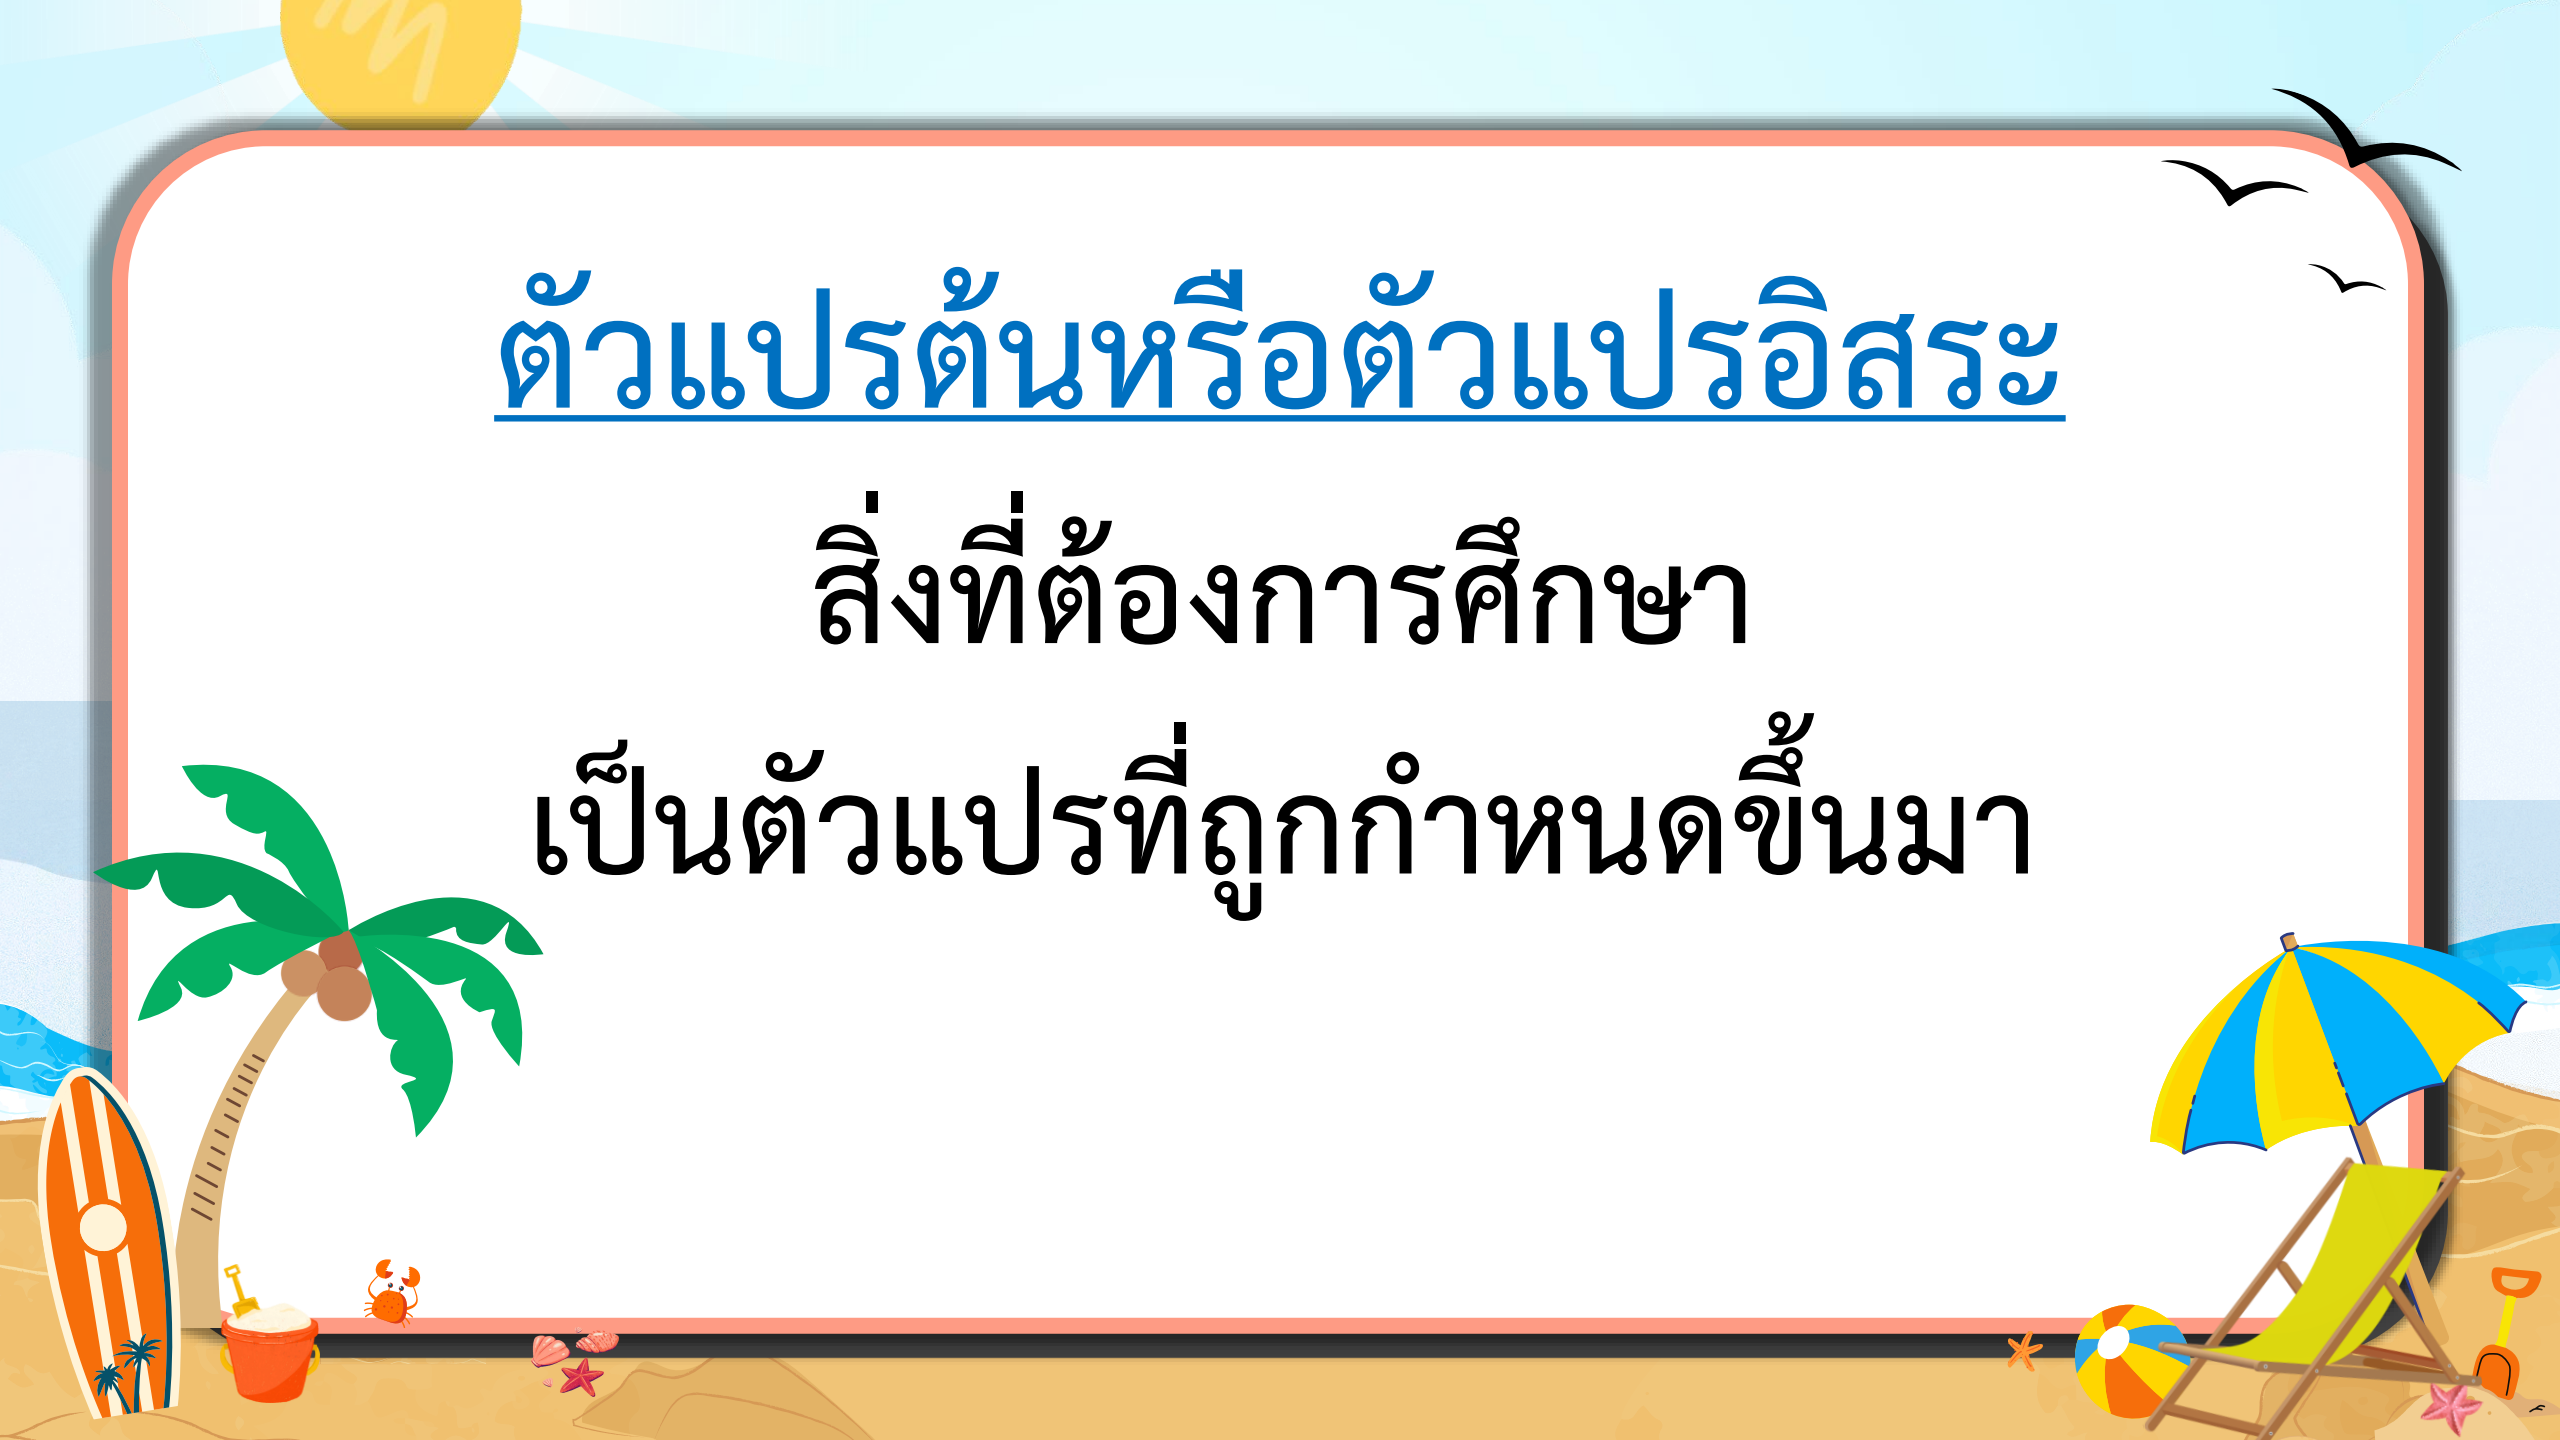 ตัวแปรต้นหรือตัวแปรอิสระ
สิ่งที่ต้องการศึกษา
เป็นตัวแปรที่ถูกกำหนดขึ้นมา